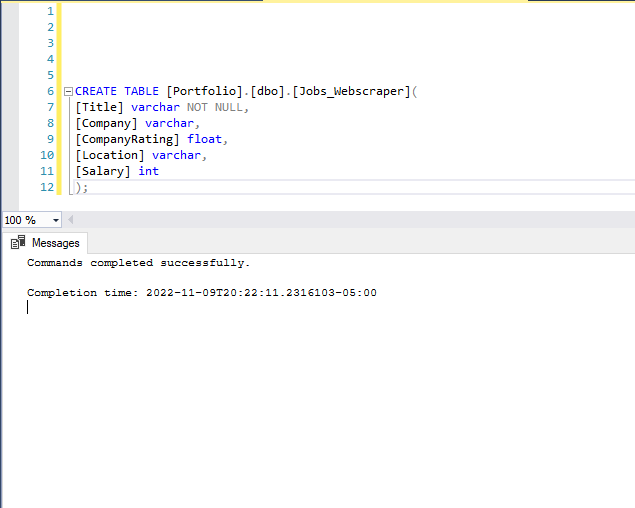 1
2
3
4
5
6 CREATE TABLE [Portfolio].[dbo].[Jobs_Webscraper](
7 [Title] varchar NOT NULL,
8 [Company] varchar,
9 [CompanyRating] float,
10 [Location] varchar,
11 [Salary] int
12 );
100 %
Messages
Commands completed successfully.
Completion time: 2022-11-09T20:22:11.2316103-05:00